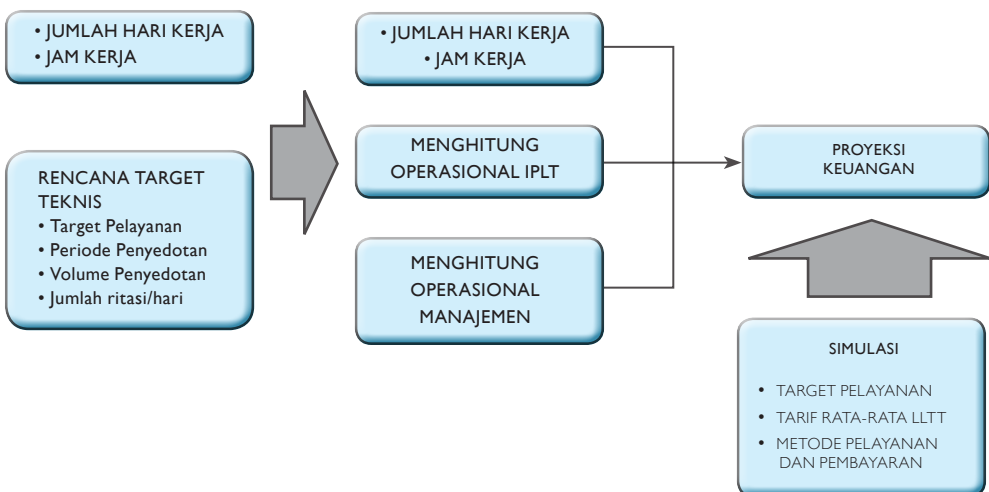 • JUMLAH HARI KERJA
• JAM KERJA
RENCANA TARGET
TEKNIS
• Target Pelayanan
• Periode Penyedotan
• Volume Penyedotan
• Jumlah ritasi/hari
• JUMLAH HARI KERJA
• JAM KERJA
MENGHITUNG
OPERASIONAL IPLT
MENGHITUNG
OPERASIONAL
MANAJEMEN
PROYEKSI
KEUANGAN
SIMULASI
• TARGET PELAYANAN
• TARIF RATA-RATA LLTT
• METODE PELAYANAN
DAN PEMBAYARAN